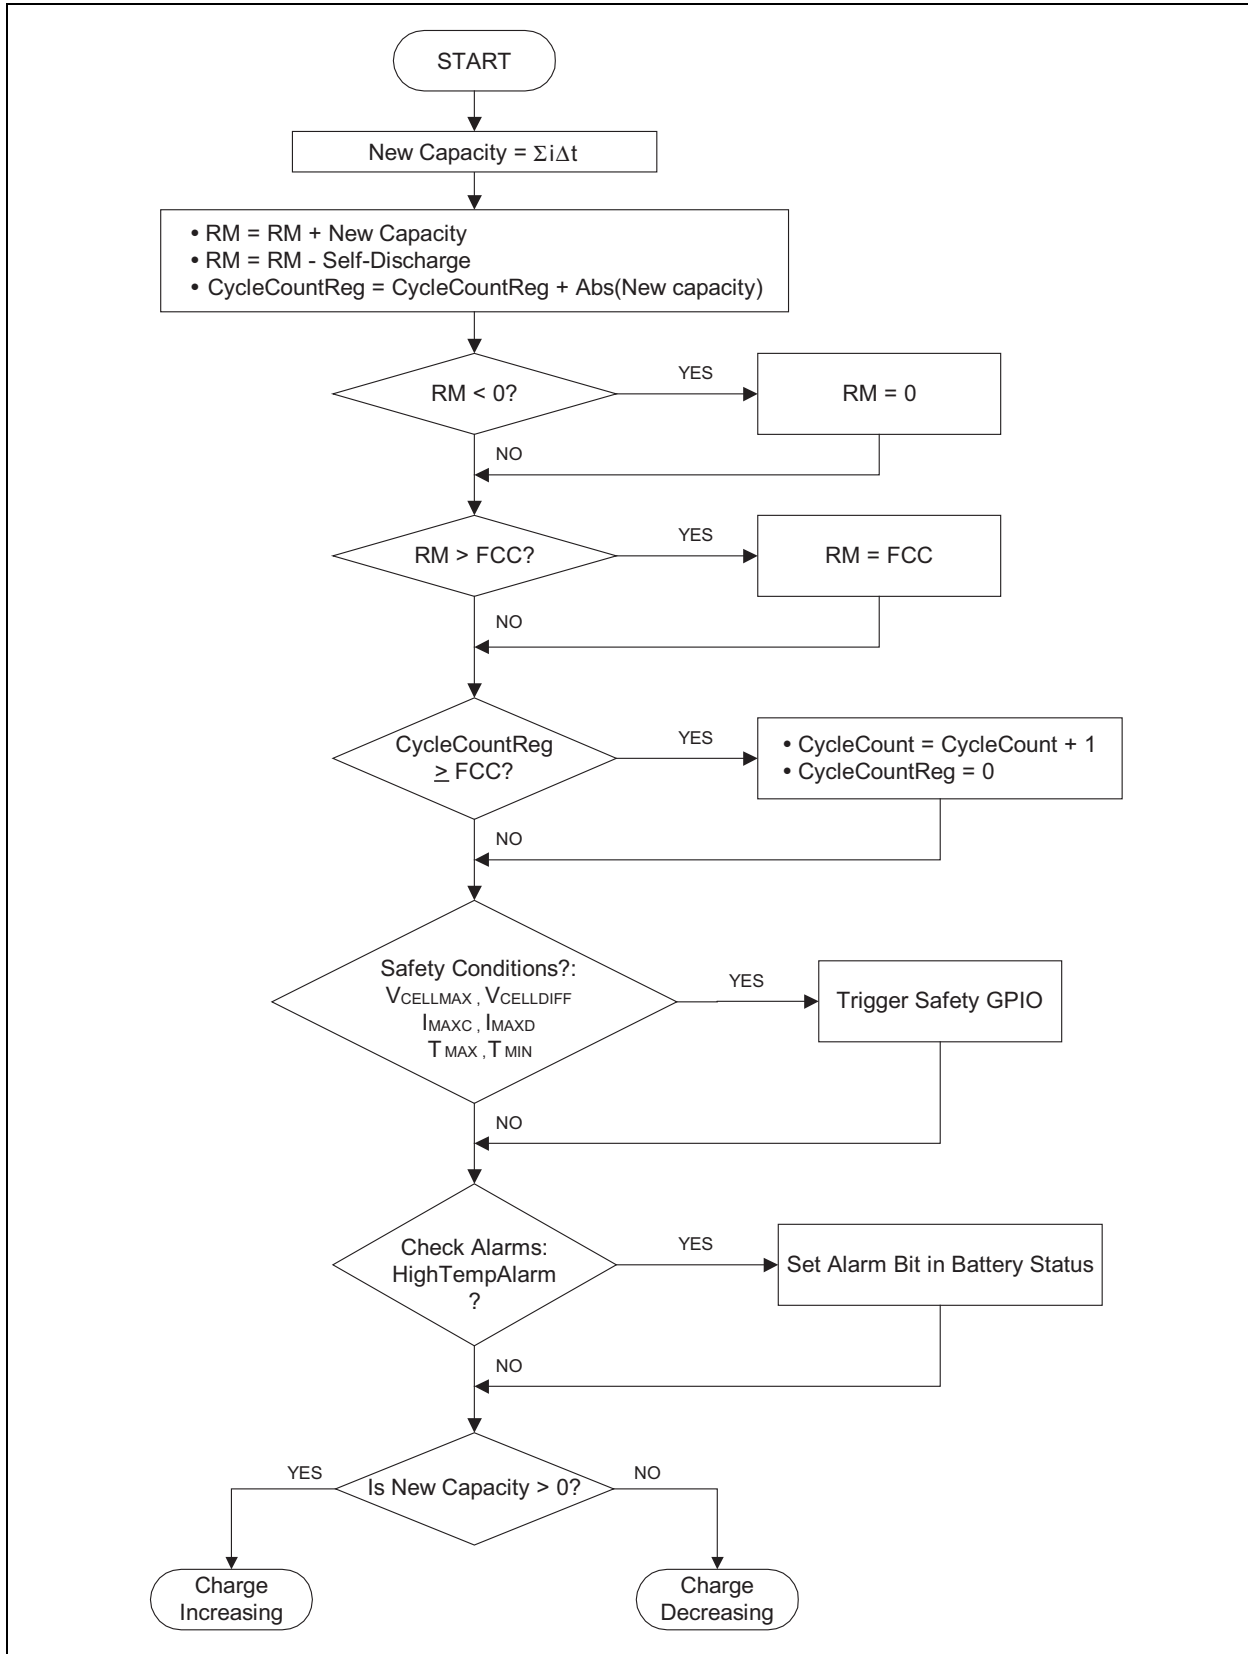 START
New Capacity = ΣiΔt
• RM = RM + New Capacity
• RM = RM - Self-Discharge
• CycleCountReg = CycleCountReg + Abs(New capacity)
RM < 0?
YES
RM = 0
NO
RM > FCC?
YES
RM = FCC
NO
CycleCountReg
≥ FCC?
YES
• CycleCount = CycleCount + 1
• CycleCountReg = 0
NO
Safety Conditions?:
VCELLMAX , VCELLDIFF
IMAXC , IMAXD
TMAX , TMIN
YES
Trigger Safety GPIO
NO
Check Alarms:
HighTempAlarm
?
YES
Set Alarm Bit in Battery Status
NO
Is New Capacity > 0?
YES
NO
Charge
Increasing
Charge
Decreasing